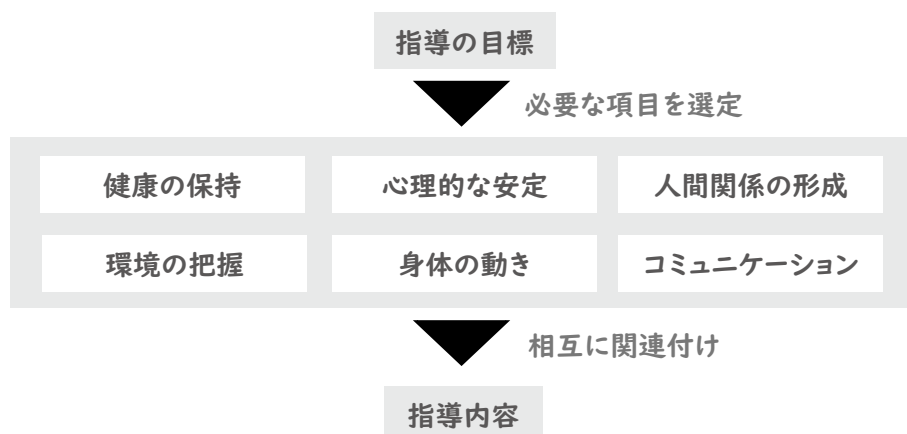 指導の目標
必要な項目を選定
健康の保持
心理的な安定
人間関係の形成
環境の把握
身体の動き
コミュニケーション
相互に関連付け
指導内容